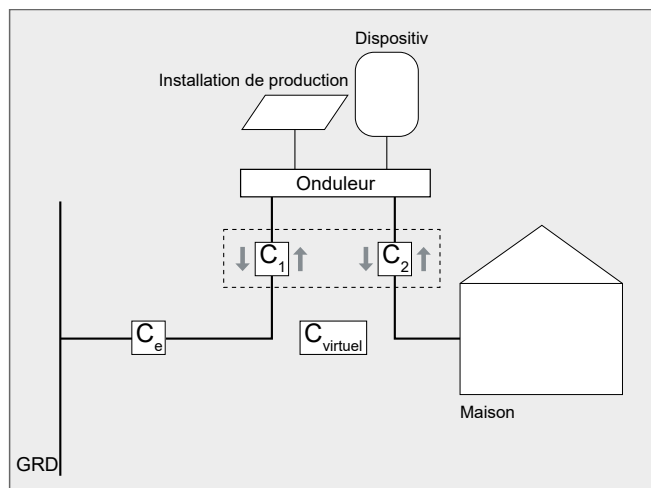 Dispositiv
Installation de production
Onduleur
C1
C2
Ce
Cvirtuel
Maison
GRD